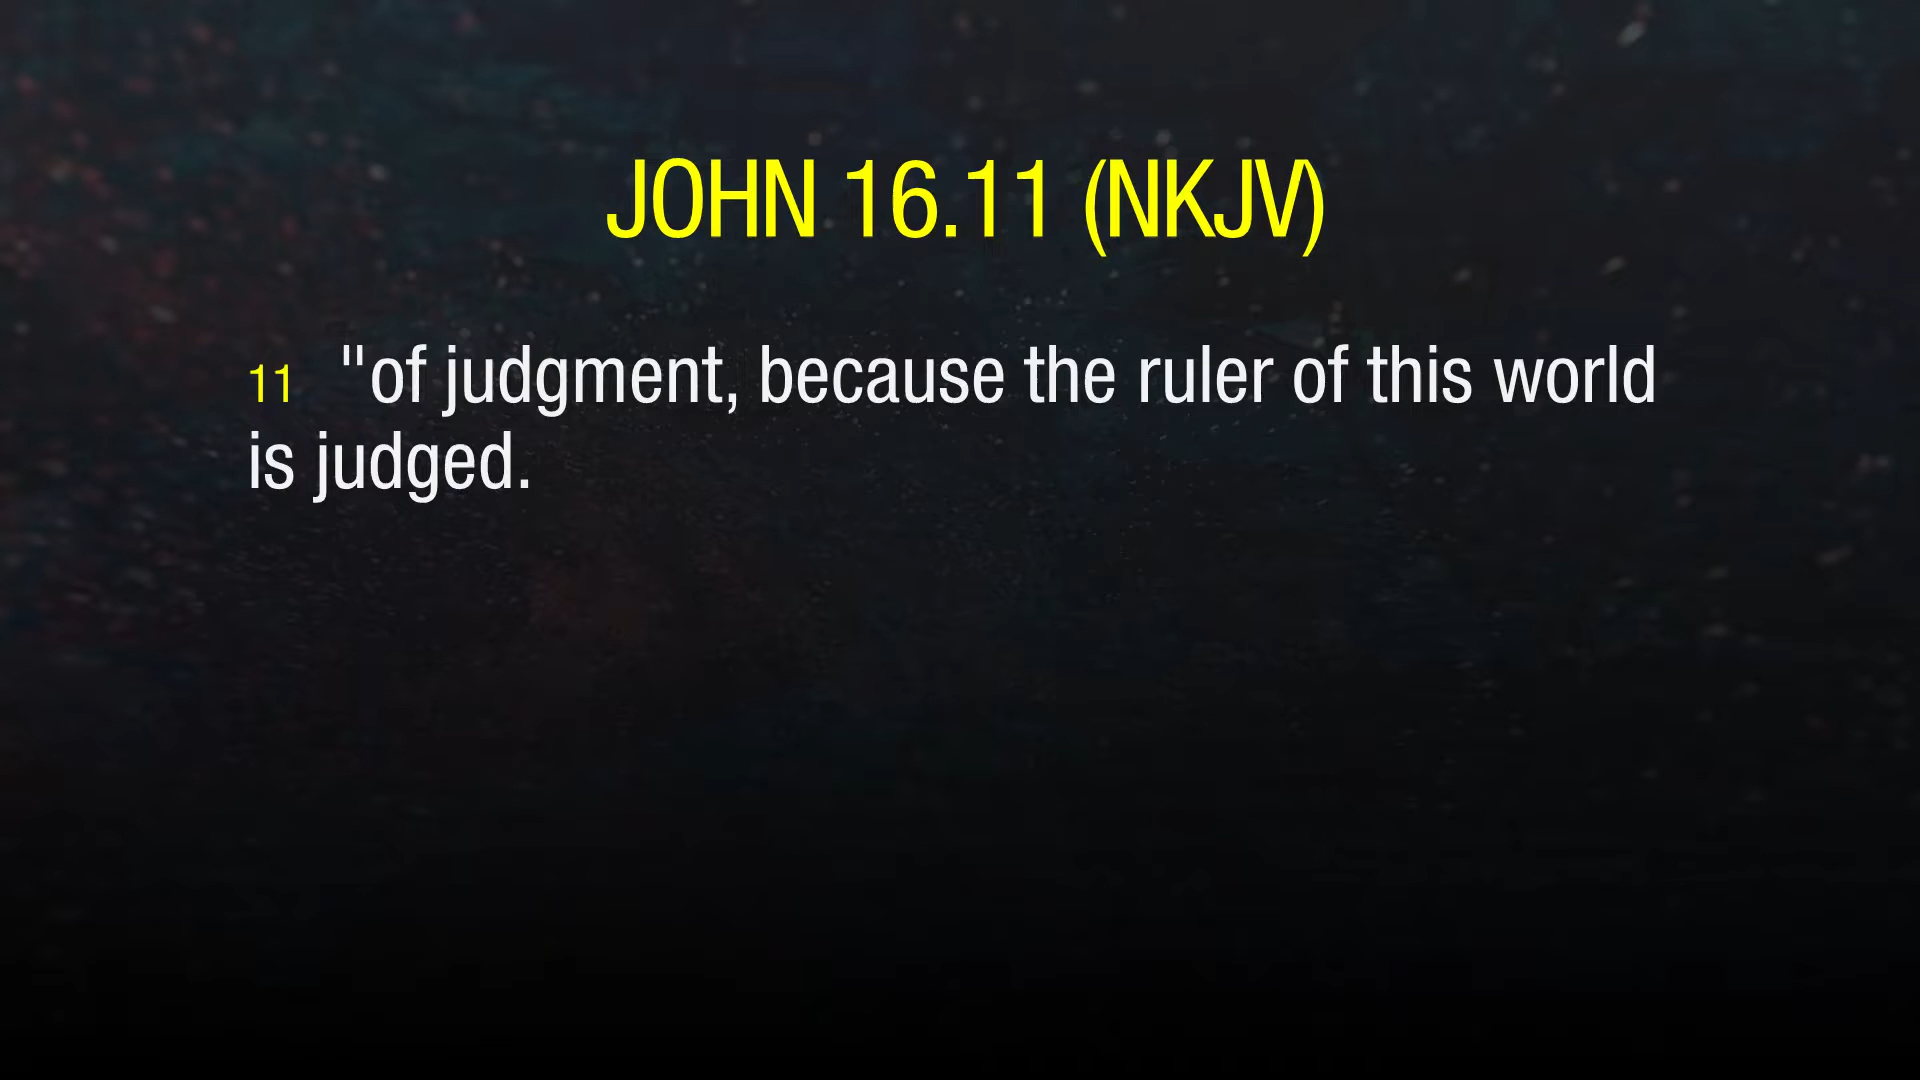 JOHN 16.11 (NKJV)
11 "of judgment, because the ruler of this world
is judged.